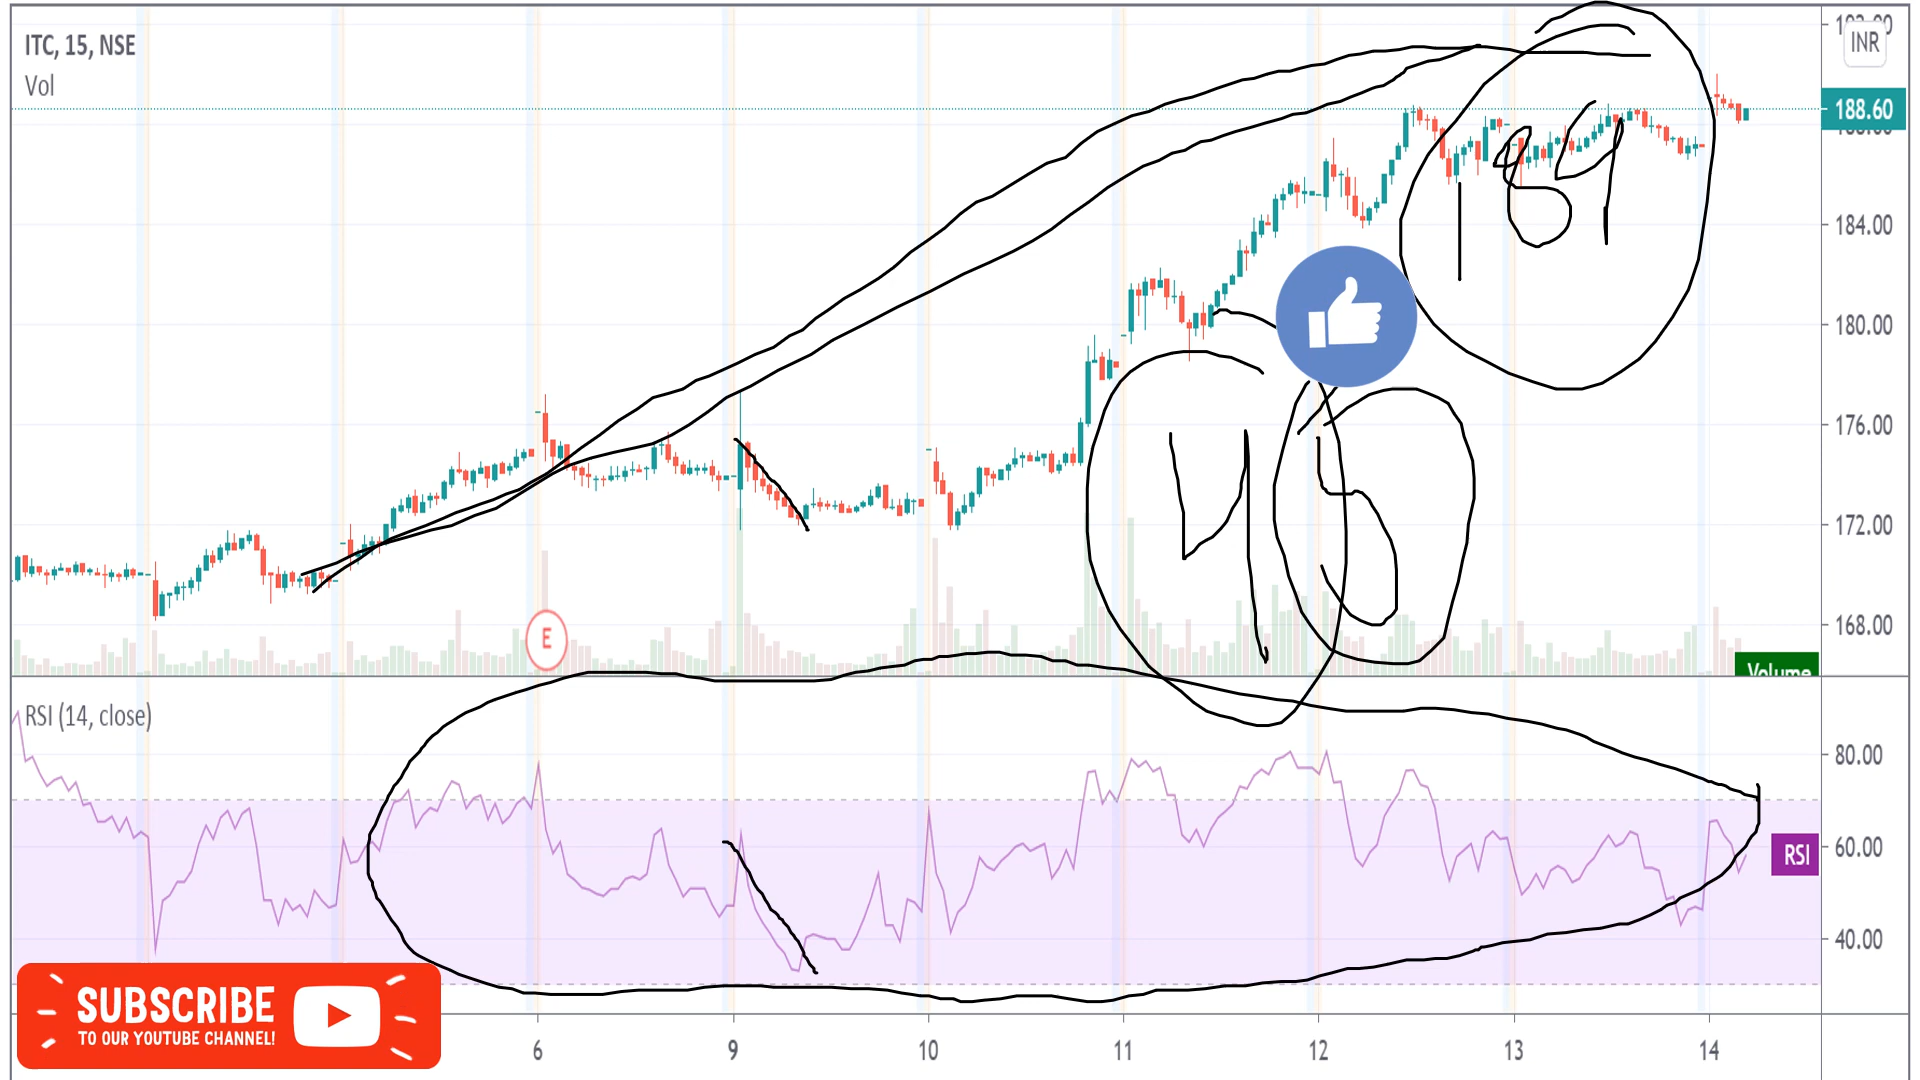 ITC, 15, NSE
Vol
INR
188.60
184.00
180.00
176.00
172.00
168.00
189
45
E
Volume
RSI (14, close)
80.00
60.00
RSI
40.00
SUBSCRIBE
TO OUR YOUTUBE CHANNEL!
6 9 10 11 12 13 14